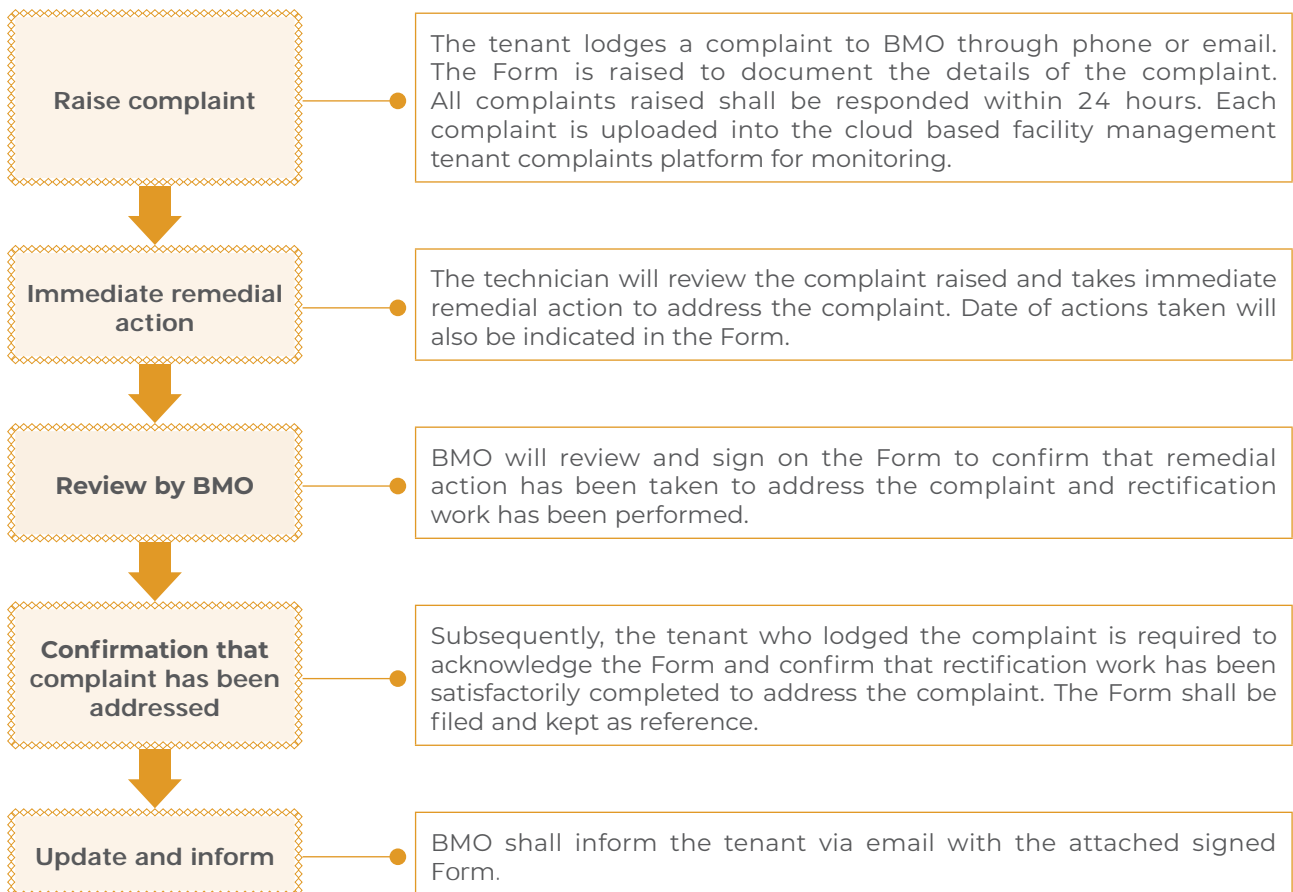 Raise complaint
The tenant lodges a complaint to BMO through phone or email.
The Form is raised to document the details of the complaint.
All complaints raised shall be responded within 24 hours. Each
complaint is uploaded into the cloud based facility management
tenant complaints platform for monitoring.
Immediate remedial
action
The technician will review the complaint raised and takes immediate
remedial action to address the complaint. Date of actions taken will
also be indicated in the Form.
Review by BMO
BMO will review and sign on the Form to confirm that remedial
action has been taken to address the complaint and rectification
work has been performed.
Confirmation that
complaint has been
addressed
Subsequently, the tenant who lodged the complaint is required to
acknowledge the Form and confirm that rectification work has been
satisfactorily completed to address the complaint. The Form shall be
filed and kept as reference.
Update and inform
BMO shall inform the tenant via email with the attached signed
Form.